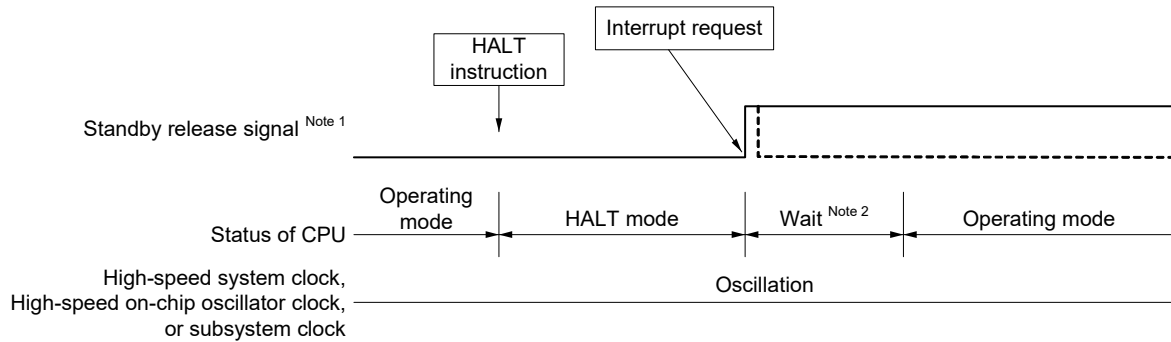 Interrupt request
HALT
instruction
Standby release signal Note 1
Operating
mode
HALT mode
Wait Note 2
Operating mode
Status of CPU
High-speed system clock,
High-speed on-chip oscillator clock,
or subsystem clock
Oscillation